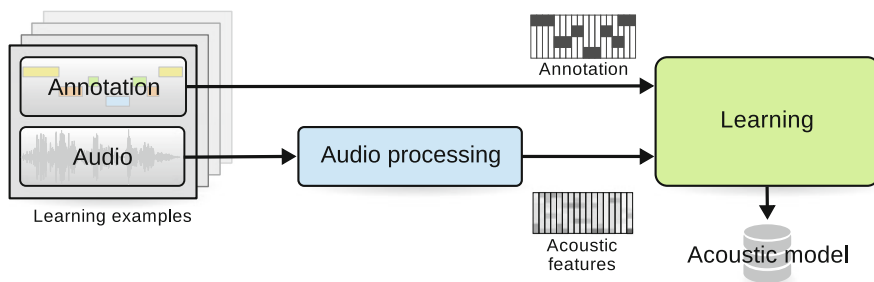 Annotation
Annotation
Learning
Audio
Audio processing
Learning examples
Acoustic
features
Acoustic model